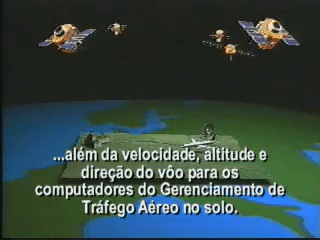 ...além da velocidade, altitude e
direção do vôo para os
computadores do Gerenciamento de
Tráfego Aéreo no solo.